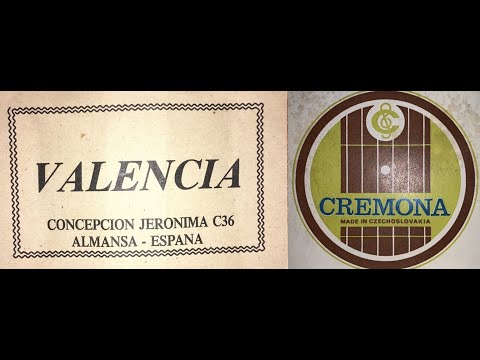 VALENCIA
CONCEPCION JERONIMA C36
ALMANSA - ESPANA
CREMONA
MADE IN CZECHOSLOVAKIA